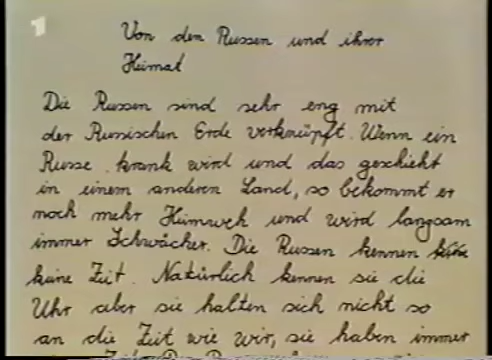 1
Von den Russen und ihrer
Heimat
Die Russen sind sehr eng mit
der Russischen Erde verknüpft. Wenn ein
Russe krank wird und das geschieht
in einem anderen Land, so bekommt er
noch mehr Heimweh und wird langsam
immer Schwächer. Die Russen kennen
keine Zeit. Natürlich kennen sie die
Uhr aber sie halten sich nicht so
an die Zeit wie wir, sie haben immer